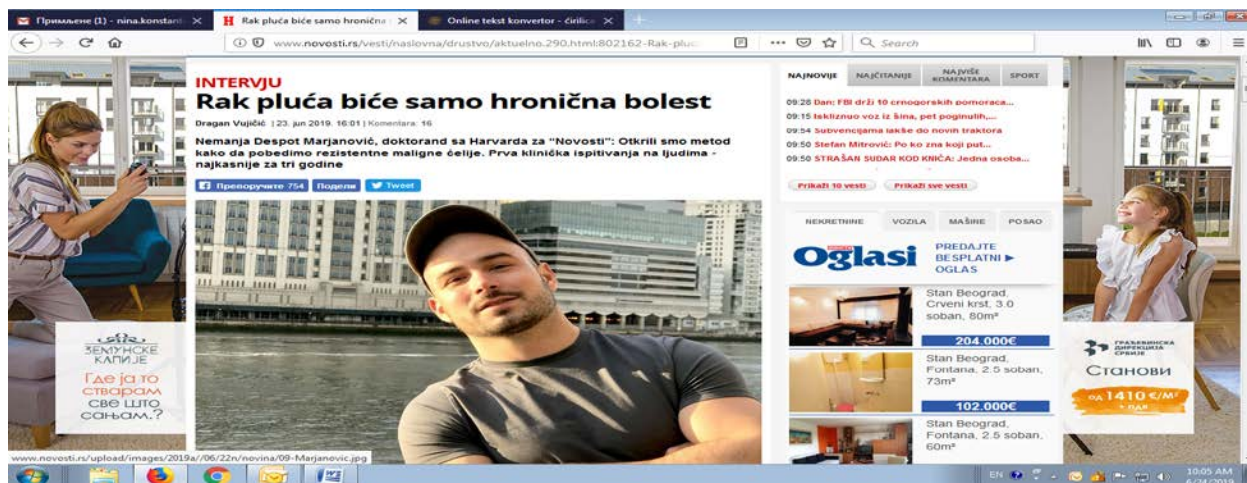 Примљене (1) - nina.konstant
Rak pluća biće samo hronična
Online tekst konvertor - ćirilica
www.novosti.rs/vesti/naslovna/drustvo/aktuelno.290.html:802162-Rak-pluc
Search
INTERVJU
Rak pluća biće samo hronična bolest
Dragan Vujičić | 23. jun 2019. 16:01 | Komentara: 16
Nemanja Despot Marjanović, doktorand sa Harvarda za "Novosti": Otkrili smo metod
kako da pobedimo rezistentne maligne ćelije. Prva klinička ispitivanja na ljudima -
najkasnije za tri godine
Препоручите 754 Подели Tweet
NAJNOVIJE NAJČITANIJE NAJVIŠE KOMENTARA SPORT
09:28 Dan: FBI drži 10 crnogorskih pomoraca...
09:15 Iskliznuo voz iz šina, pet poginulih,...
09:54 Subvencijama lakše do novih traktora
09:50 Stefan Mitrović: Po ko zna koji put...
09:50 STRAŠAN SUDAR KOD KNIĆA: Jedna osoba...
Prikaži 10 vesti Prikaži sve vesti
NEKRETNINE VOZILA MAŠINE POSAO
Oglasi
PREDAJTE
BESPLATNI
OGLAS
Stan Beograd,
Crveni krst, 3.0
soban, 80m²
204.000€
Stan Beograd,
Fontana, 2.5 soban,
73m²
102.000€
Stan Beograd,
Fontana, 2.5 soban,
60m²
ЗЕМУНСКЕ
КАПИЈЕ
Где ја то
стварам
све што
сањам.?
ГРАЂЕВИНСКА
ДИРЕКЦИЈА
СРБИЈЕ
Станови
од 1410 €/м²
+ пдв
www.novosti.rs/upload/images/2019a//06/22n/novina/09-Marjanovic.jpg
EN
10:05 AM
6/24/2019